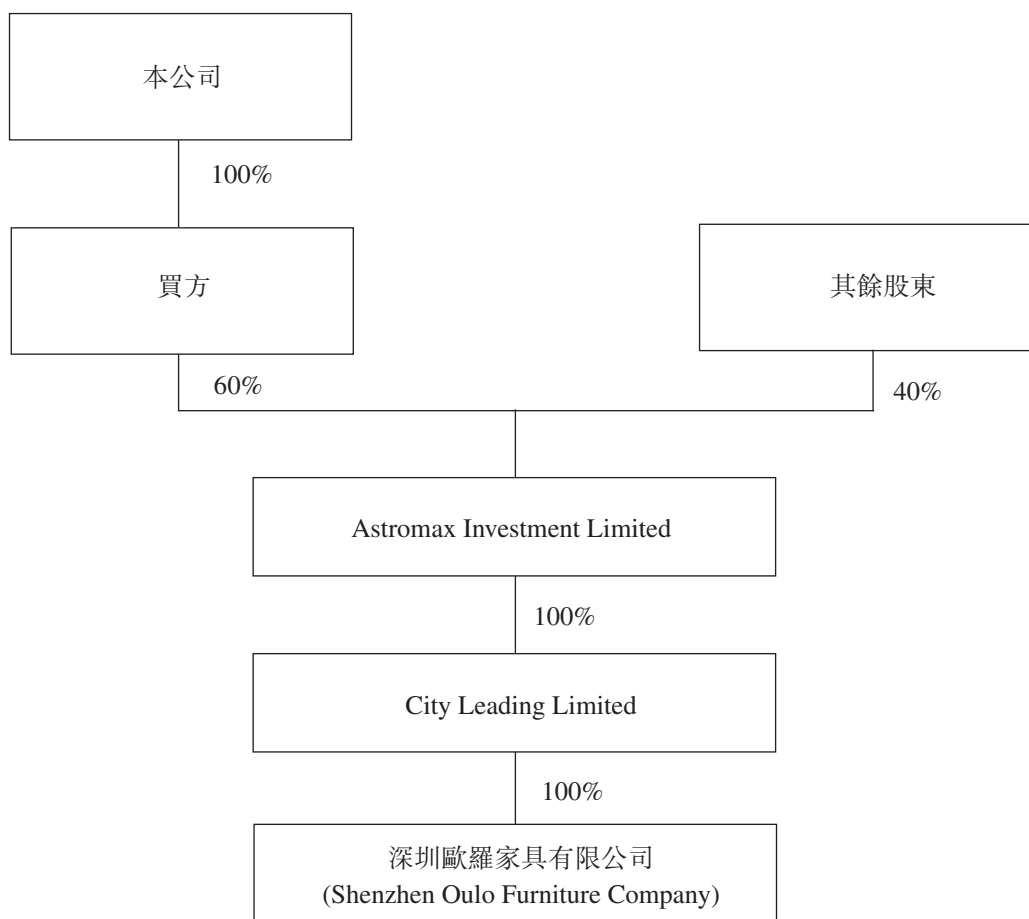 本公司
100%
買方
其餘股東
60%
40%
Astromax Investment Limited
100%
City Leading Limited
100%
深圳歐羅家具有限公司
(Shenzhen Oulo Furniture Company)